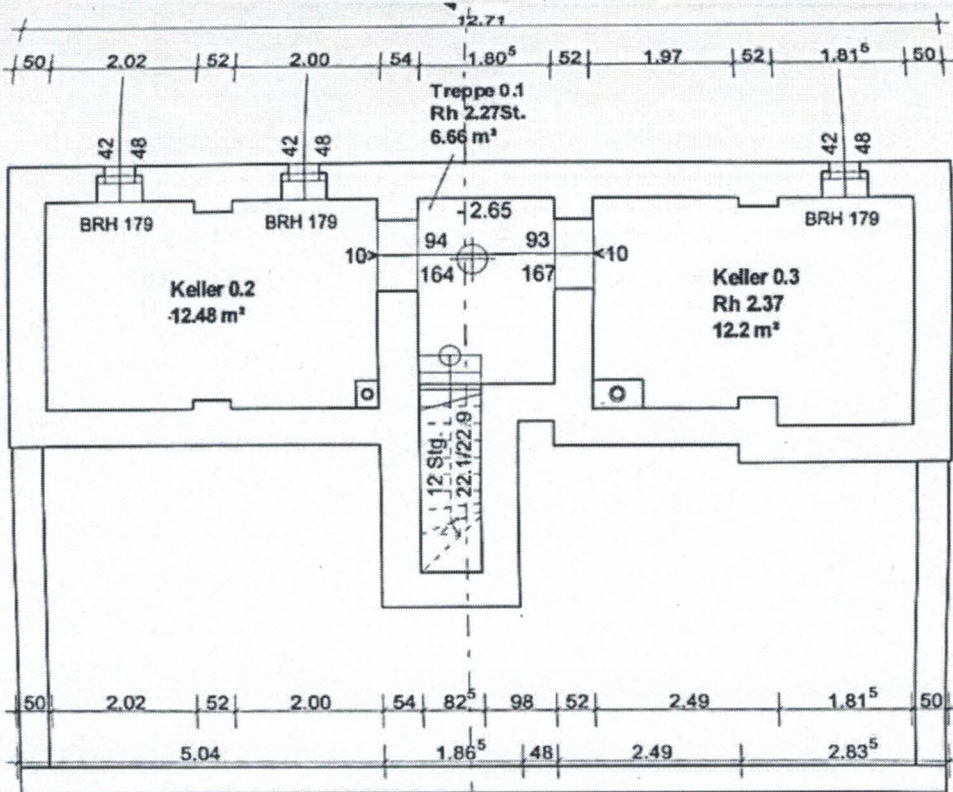 12.71
50 2.02 52 2.00 54 1.80⁵ 52 1.97 52 1.81⁵ 50
Treppe 0.1
Rh 2.27St.
6.66 m²
42 48 42 48 42 48
BRH 179 BRH 179 BRH 179
-2.65
10 94 93 10
164 167
Keller 0.2
12.48 m²
Keller 0.3
Rh 2.37
12.2 m²
12 Stg.
22.1/22.9
50 2.02 52 2.00 54 82⁵ 98 52 2.49 1.81⁵ 50
5.04 1.86⁵ 48 2.49 2.83⁵